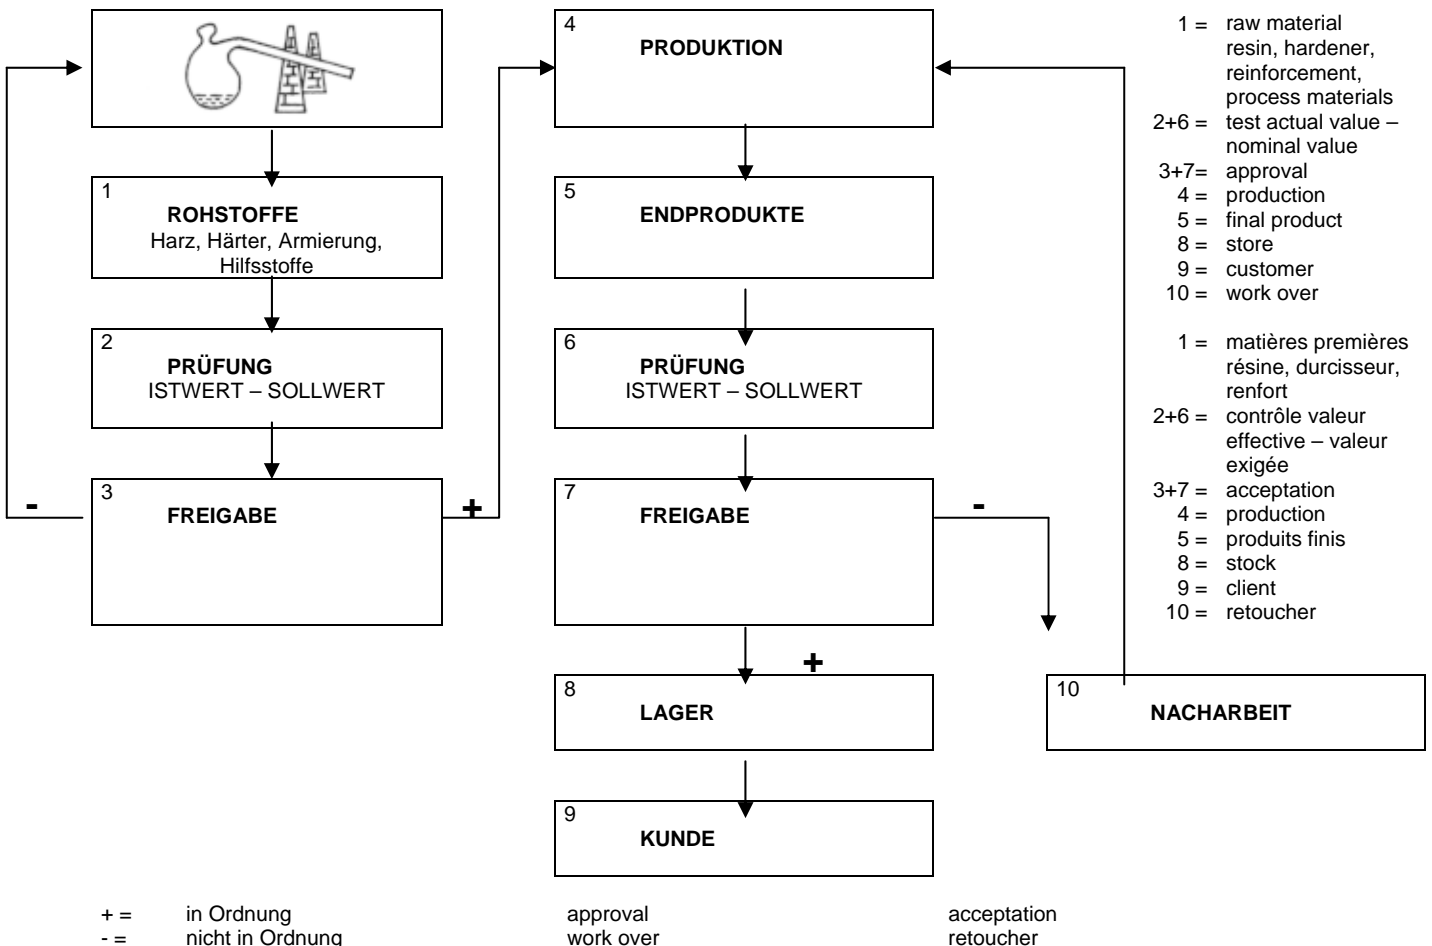 1
ROHSTOFFE
Harz, Härter, Armierung,
Hilfsstoffe
2
PRÜFUNG
ISTWERT – SOLLWERT
3
FREIGABE
-
+
4
PRODUKTION
5
ENDPRODUKTE
6
PRÜFUNG
ISTWERT – SOLLWERT
7
FREIGABE
-
+
8
LAGER
9
KUNDE
10
NACHARBEIT
1 = raw material
resin, hardener,
reinforcement,
process materials
2+6 = test actual value –
nominal value
3+7= approval
4 = production
5 = final product
8 = store
9 = customer
10 = work over
1 = matières premières
résine, durcisseur,
renfort
2+6 = contrôle valeur
effective – valeur
exigée
3+7 = acceptation
4 = production
5 = produits finis
8 = stock
9 = client
10 = retoucher
+ = in Ordnung approval acceptation
- = nicht in Ordnung work over retoucher